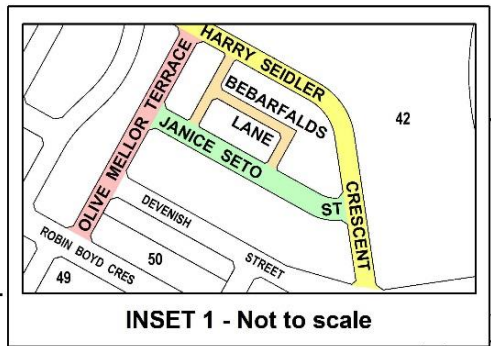 HARRY SEIDLER CRESCENT
BEBARFALDS
LANE
42
OLIVE MELLOR TERRACE
JANICE SETO ST
DEVENISH STREET
ROBIN BOYD CRES
50
49
INSET 1 - Not to scale